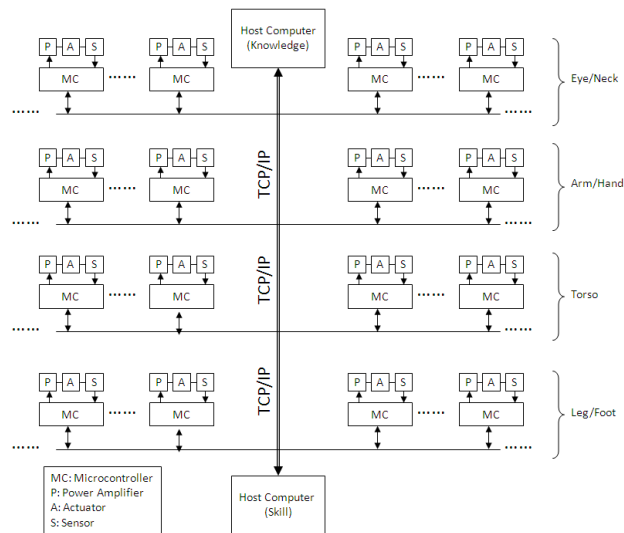 Host Computer
(Knowledge)
P A S P A S P A S P A S
MC ...... MC MC ...... MC
Eye/Neck
...... ......
TCP/IP
P A S P A S P A S P A S
MC ...... MC MC ...... MC
Arm/Hand
...... ......
TCP/IP
P A S P A S P A S P A S
MC ...... MC MC ...... MC
Torso
...... ......
TCP/IP
P A S P A S P A S P A S
MC ...... MC MC ...... MC
Leg/Foot
...... ......
MC: Microcontroller
P: Power Amplifier
A: Actuator
S: Sensor
Host Computer
(Skill)